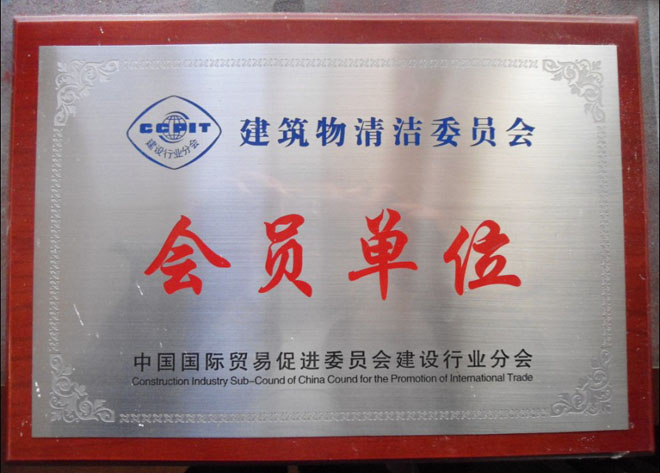 CCPIT
建设行业分会
建筑物清洁委员会
会员单位
中国国际贸易促进委员会建设行业分会
Construction Industry Sub-Cound of China Cound for the Promotion of International Trade